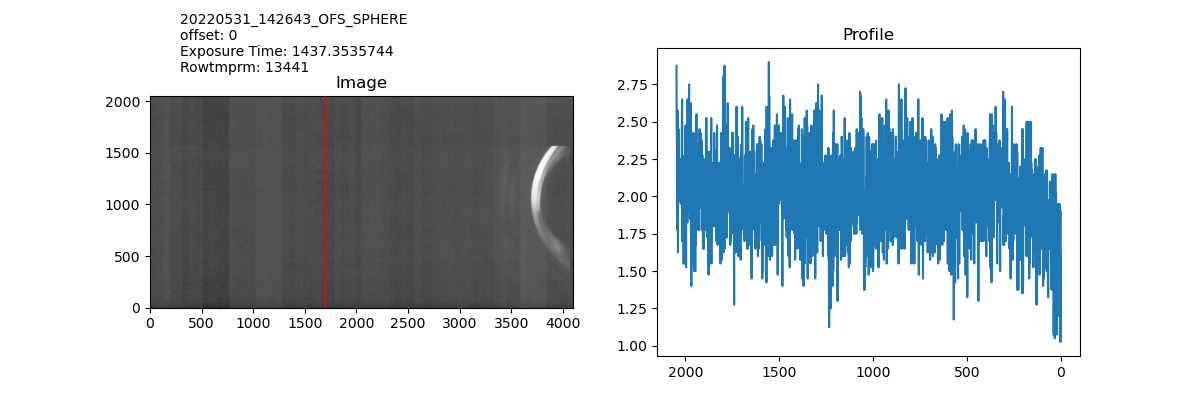 20220531_142643_OFS_SPHERE
offset: 0
Exposure Time: 1437.3535744
Rowtmprm: 13441
Image
2000
1500
1000
500
0
0 500 1000 1500 2000 2500 3000 3500 4000
Profile
2.75
2.50
2.25
2.00
1.75
1.50
1.25
1.00
2000 1500 1000 500 0